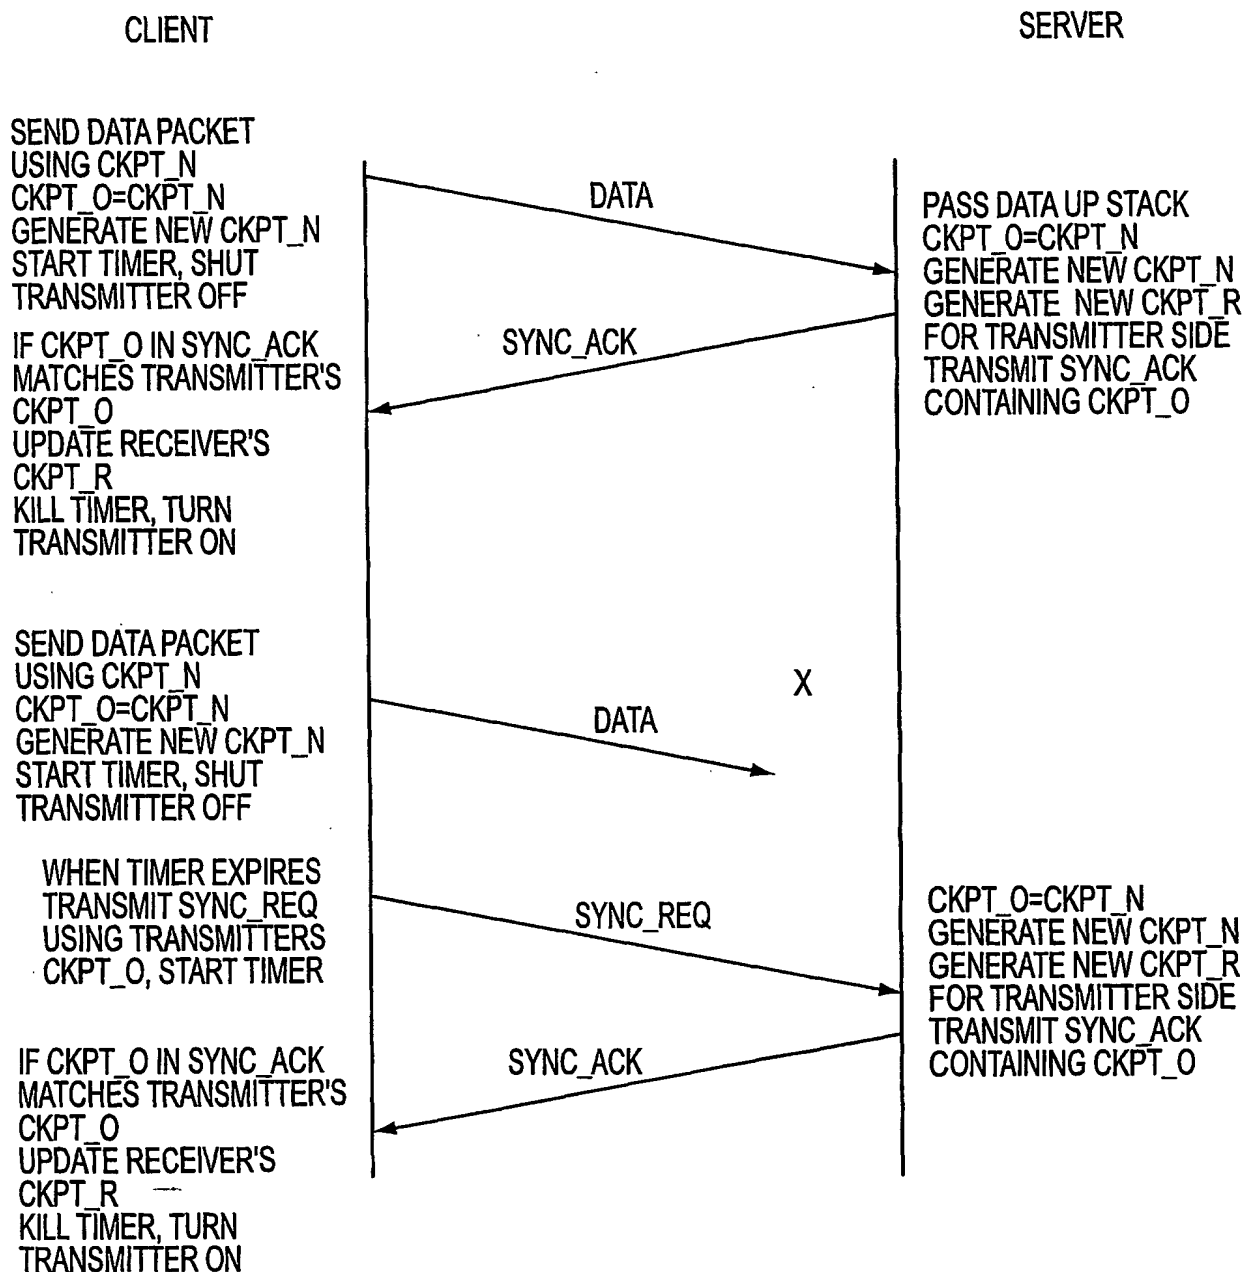 CLIENT
SERVER
SEND DATA PACKET
USING CKPT_N
CKPT_O=CKPT_N
GENERATE NEW CKPT_N
START TIMER, SHUT
TRANSMITTER OFF
DATA
PASS DATA UP STACK
CKPT_O=CKPT_N
GENERATE NEW CKPT_N
GENERATE NEW CKPT_R
FOR TRANSMITTER SIDE
TRANSMIT SYNC_ACK
CONTAINING CKPT_O
SYNC_ACK
IF CKPT_O IN SYNC_ACK
MATCHES TRANSMITTER'S
CKPT_O
UPDATE RECEIVER'S
CKPT_R
KILL TIMER, TURN
TRANSMITTER ON
SEND DATA PACKET
USING CKPT_N
CKPT_O=CKPT_N
GENERATE NEW CKPT_N
START TIMER, SHUT
TRANSMITTER OFF
DATA
X
WHEN TIMER EXPIRES
TRANSMIT SYNC_REQ
USING TRANSMITTERS
CKPT_O, START TIMER
SYNC_REQ
CKPT_O=CKPT_N
GENERATE NEW CKPT_N
GENERATE NEW CKPT_R
FOR TRANSMITTER SIDE
TRANSMIT SYNC_ACK
CONTAINING CKPT_O
SYNC_ACK
IF CKPT_O IN SYNC_ACK
MATCHES TRANSMITTER'S
CKPT_O
UPDATE RECEIVER'S
CKPT_R
KILL TIMER, TURN
TRANSMITTER ON